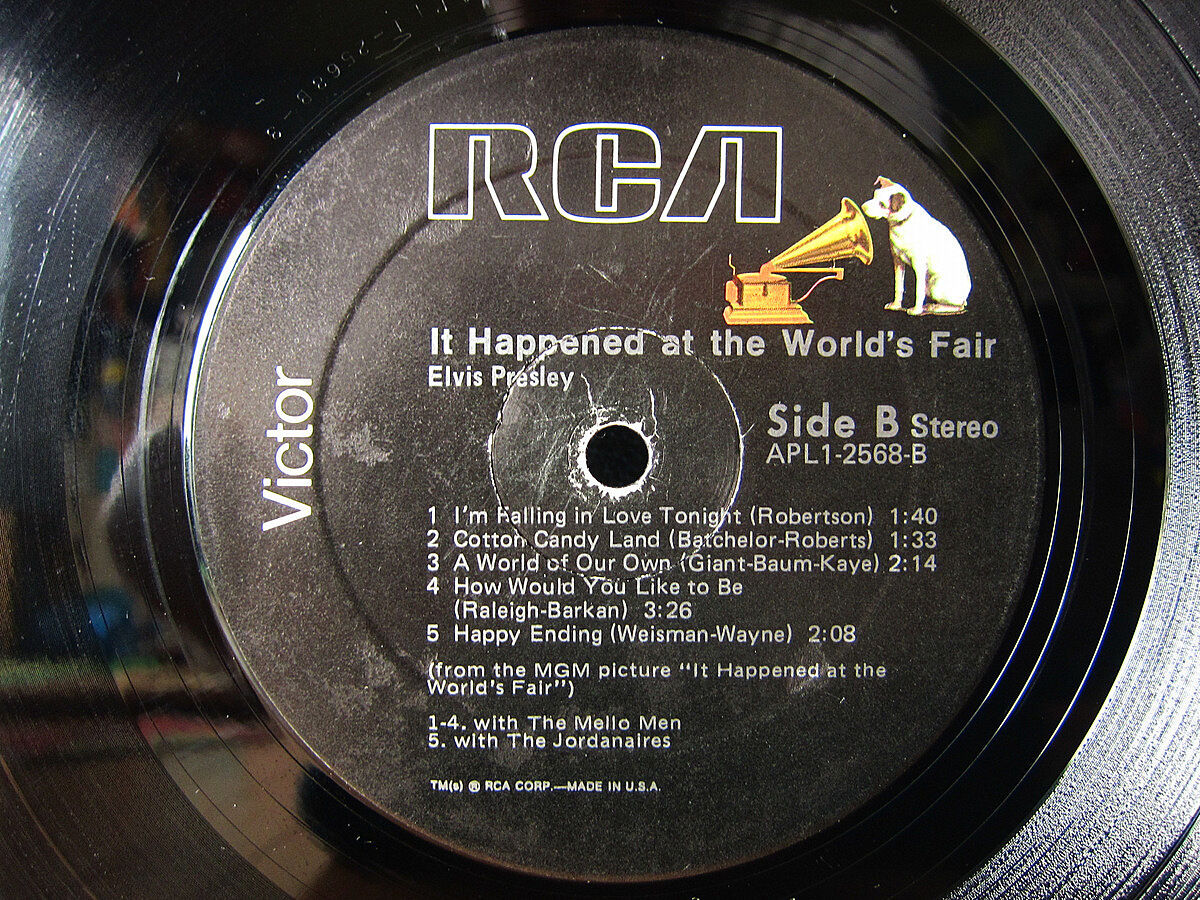 RCA
It Happened at the World's Fair
Elvis Presley
Victor
Side B Stereo
APL1-2568-B
1 I'm Falling in Love Tonight (Robertson) 1:40
2 Cotton Candy Land (Batchelor-Roberts) 1:33
3 A World of Our Own (Giant-Baum-Kaye) 2:14
4 How Would You Like to Be
(Raleigh-Barkan) 3:26
5 Happy Ending (Weisman-Wayne) 2:08
(from the MGM picture "It Happened at the
World's Fair")
1-4. with The Mello Men
5. with The Jordanaires
TM(s) ® RCA CORP.—MADE IN U.S.A.